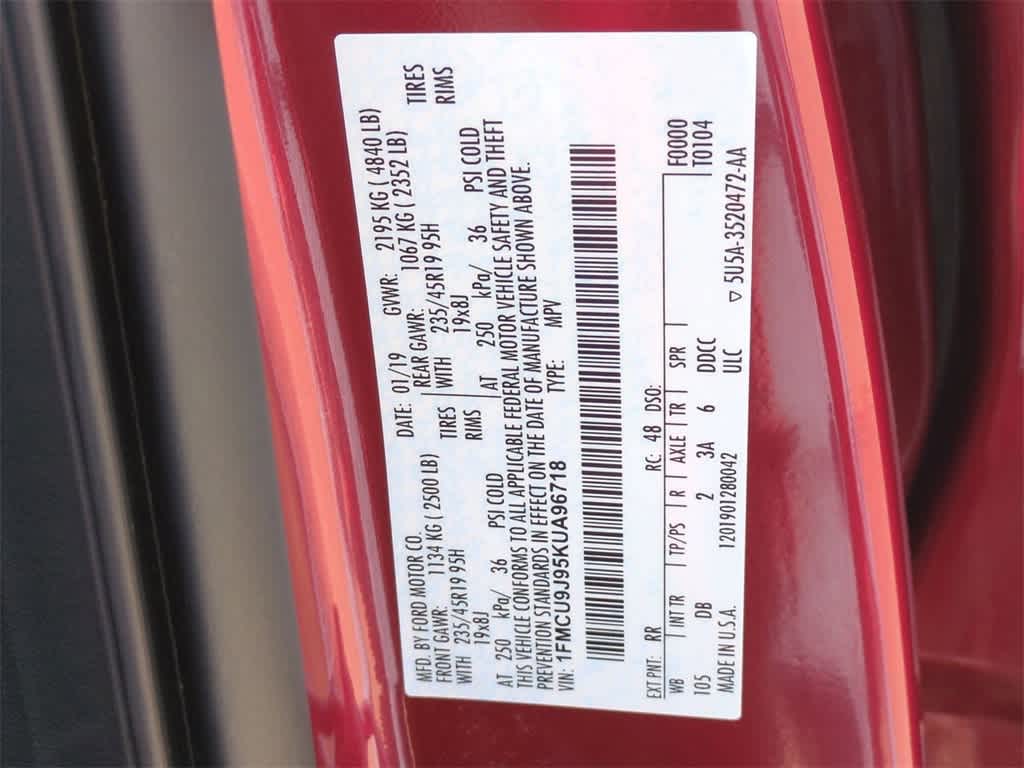 MFD. BY FORD MOTOR CO. DATE: 01/19 GVWR: 2195 KG ( 4840 LB)
FRONT GAWR: 1134 KG ( 2500 LB) REAR GAWR: 1067 KG ( 2352 LB)
WITH 235/45R19 95H TIRES WITH 235/45R19 95H TIRES
19x8J RIMS 19x8J RIMS
AT 250 kPa/ 36 PSI COLD AT 250 kPa/ 36 PSI COLD
THIS VEHICLE CONFORMS TO ALL APPLICABLE FEDERAL MOTOR VEHICLE SAFETY AND THEFT
PREVENTION STANDARDS IN EFFECT ON THE DATE OF MANUFACTURE SHOWN ABOVE.
VIN: 1FMCU9J95KUA96718 TYPE: MPV
EXT PNT: RR RC: 48 DSO: F0000
WB INT TR TP/PS R AXLE TR SPR T0104
105 DB 2 3A 6 DDCC
MADE IN U.S.A. 1201901280042 ULC ▽ 5U5A-3520472-AA